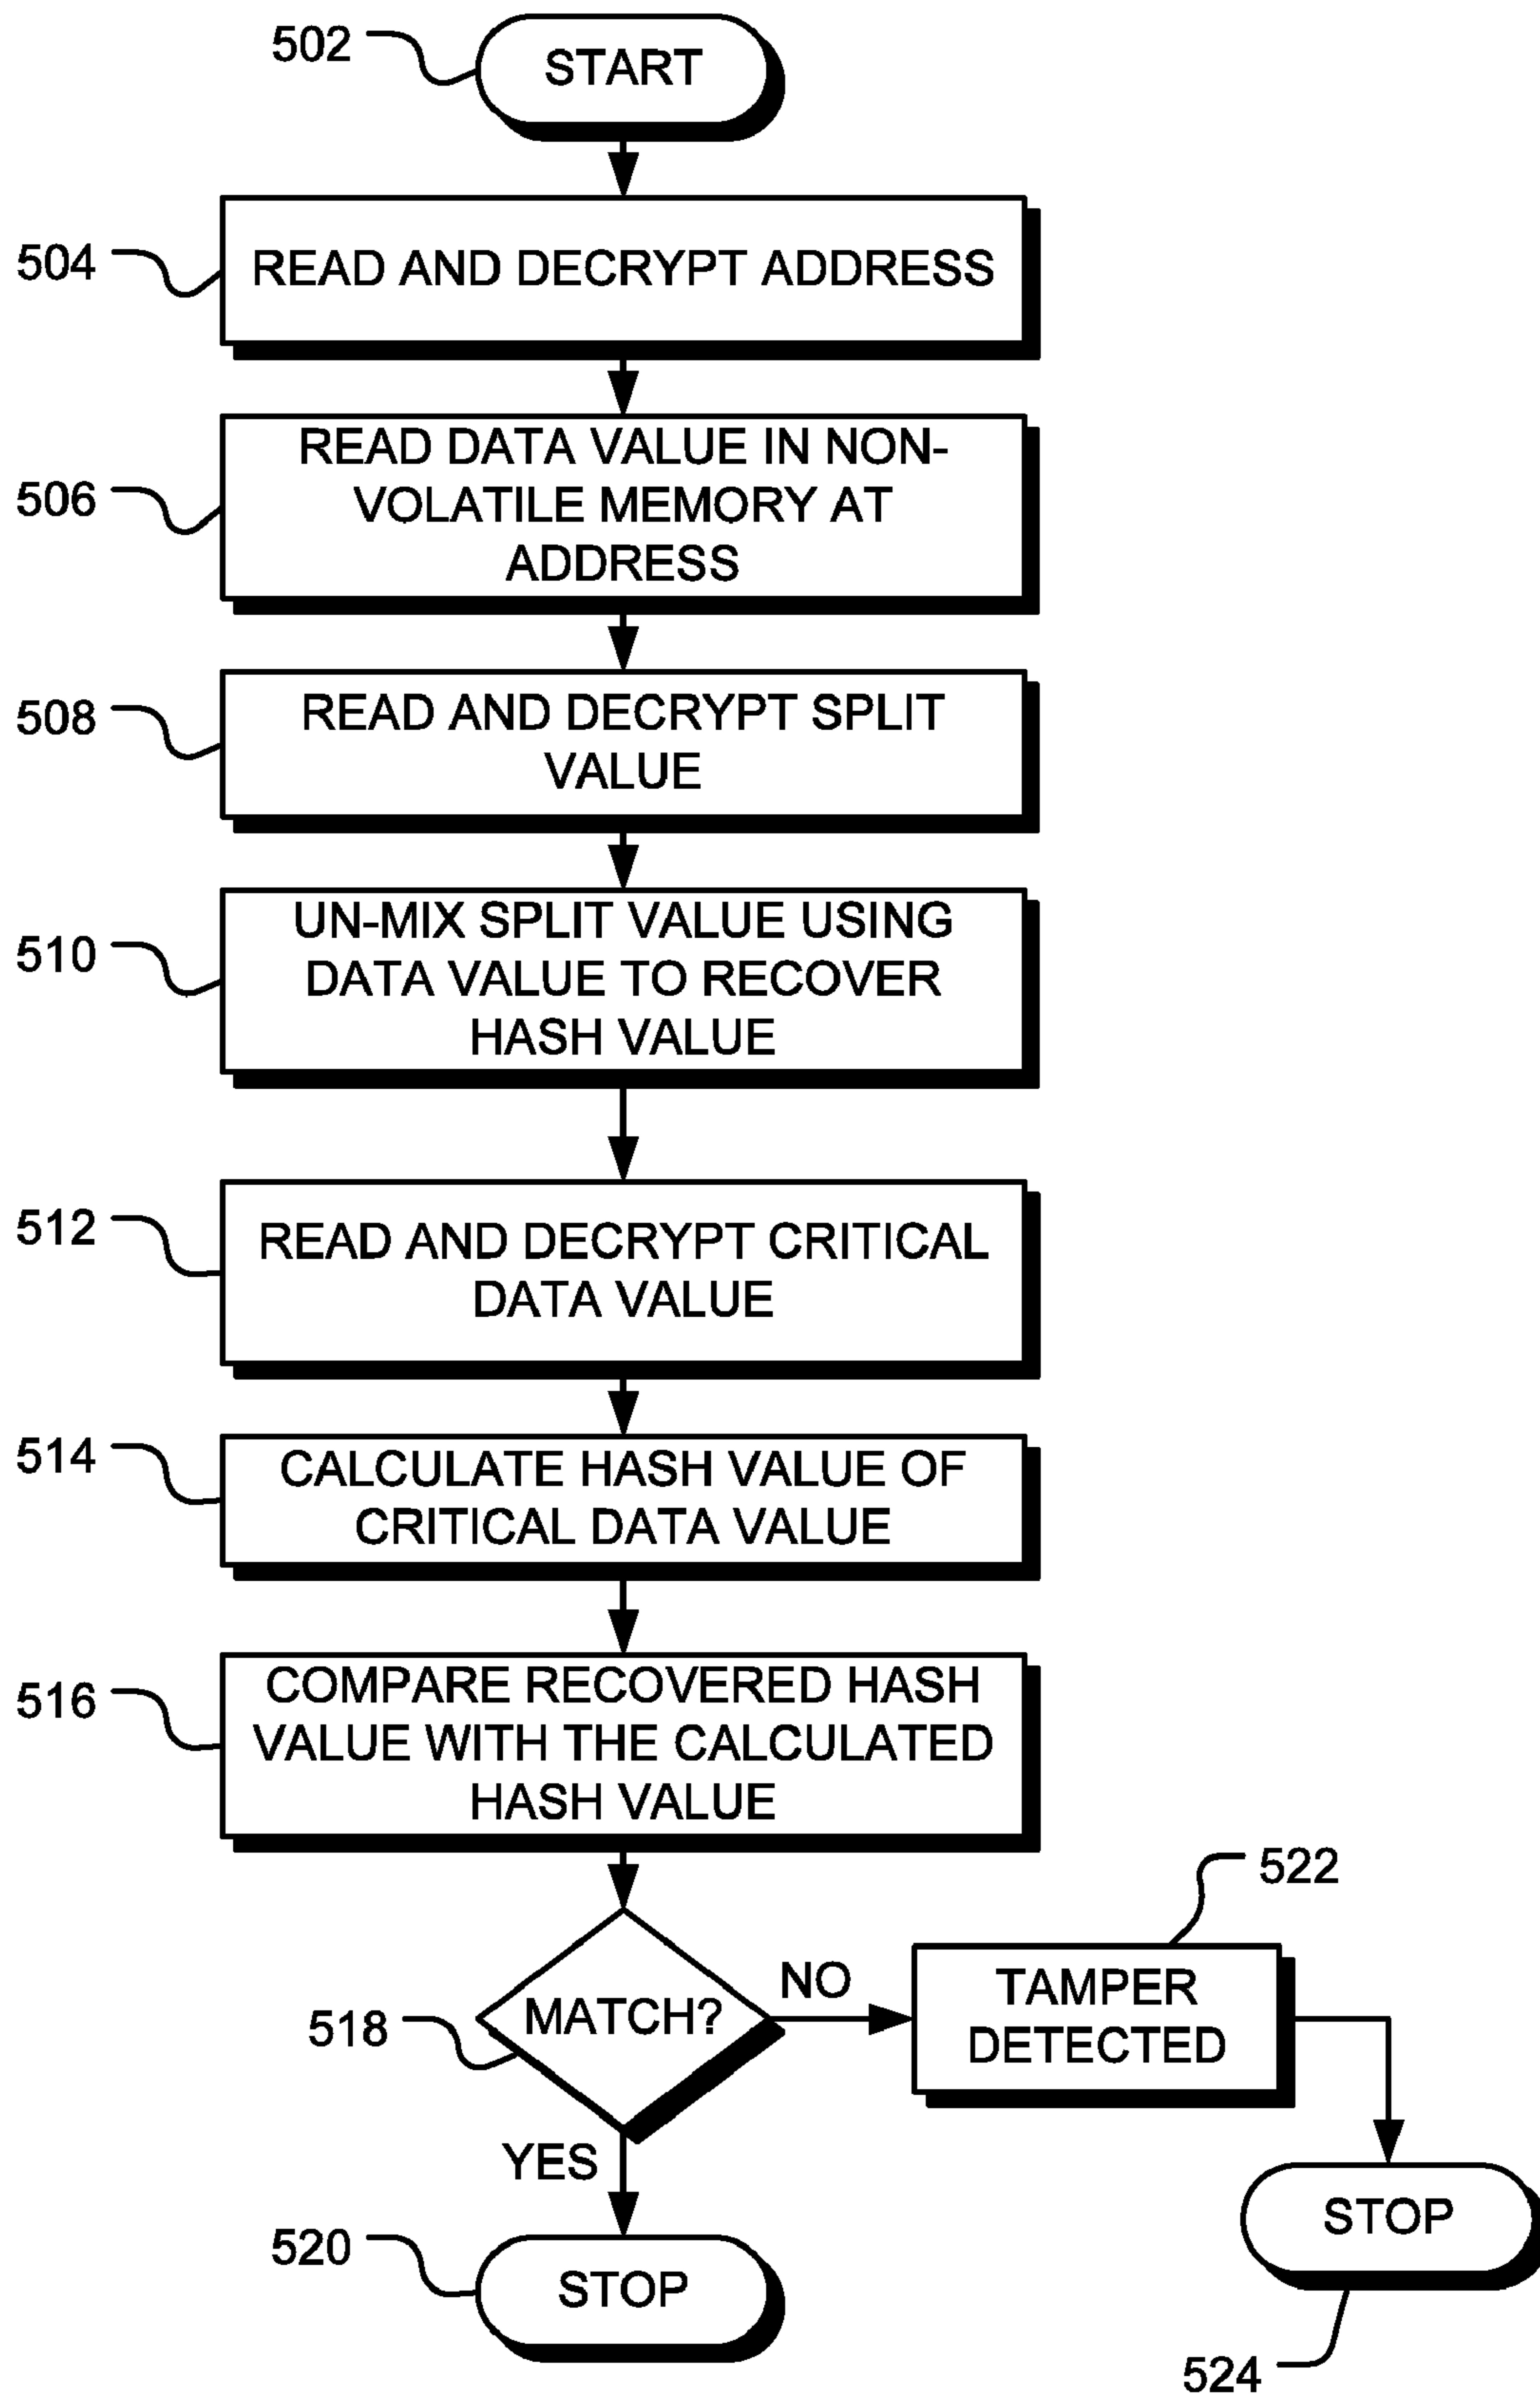 502
START
504
READ AND DECRYPT ADDRESS
506
READ DATA VALUE IN NON-
VOLATILE MEMORY AT
ADDRESS
508
READ AND DECRYPT SPLIT
VALUE
510
UN-MIX SPLIT VALUE USING
DATA VALUE TO RECOVER
HASH VALUE
512
READ AND DECRYPT CRITICAL
DATA VALUE
514
CALCULATE HASH VALUE OF
CRITICAL DATA VALUE
516
COMPARE RECOVERED HASH
VALUE WITH THE CALCULATED
HASH VALUE
518
MATCH?
NO
522
TAMPER
DETECTED
YES
520
STOP
STOP
524